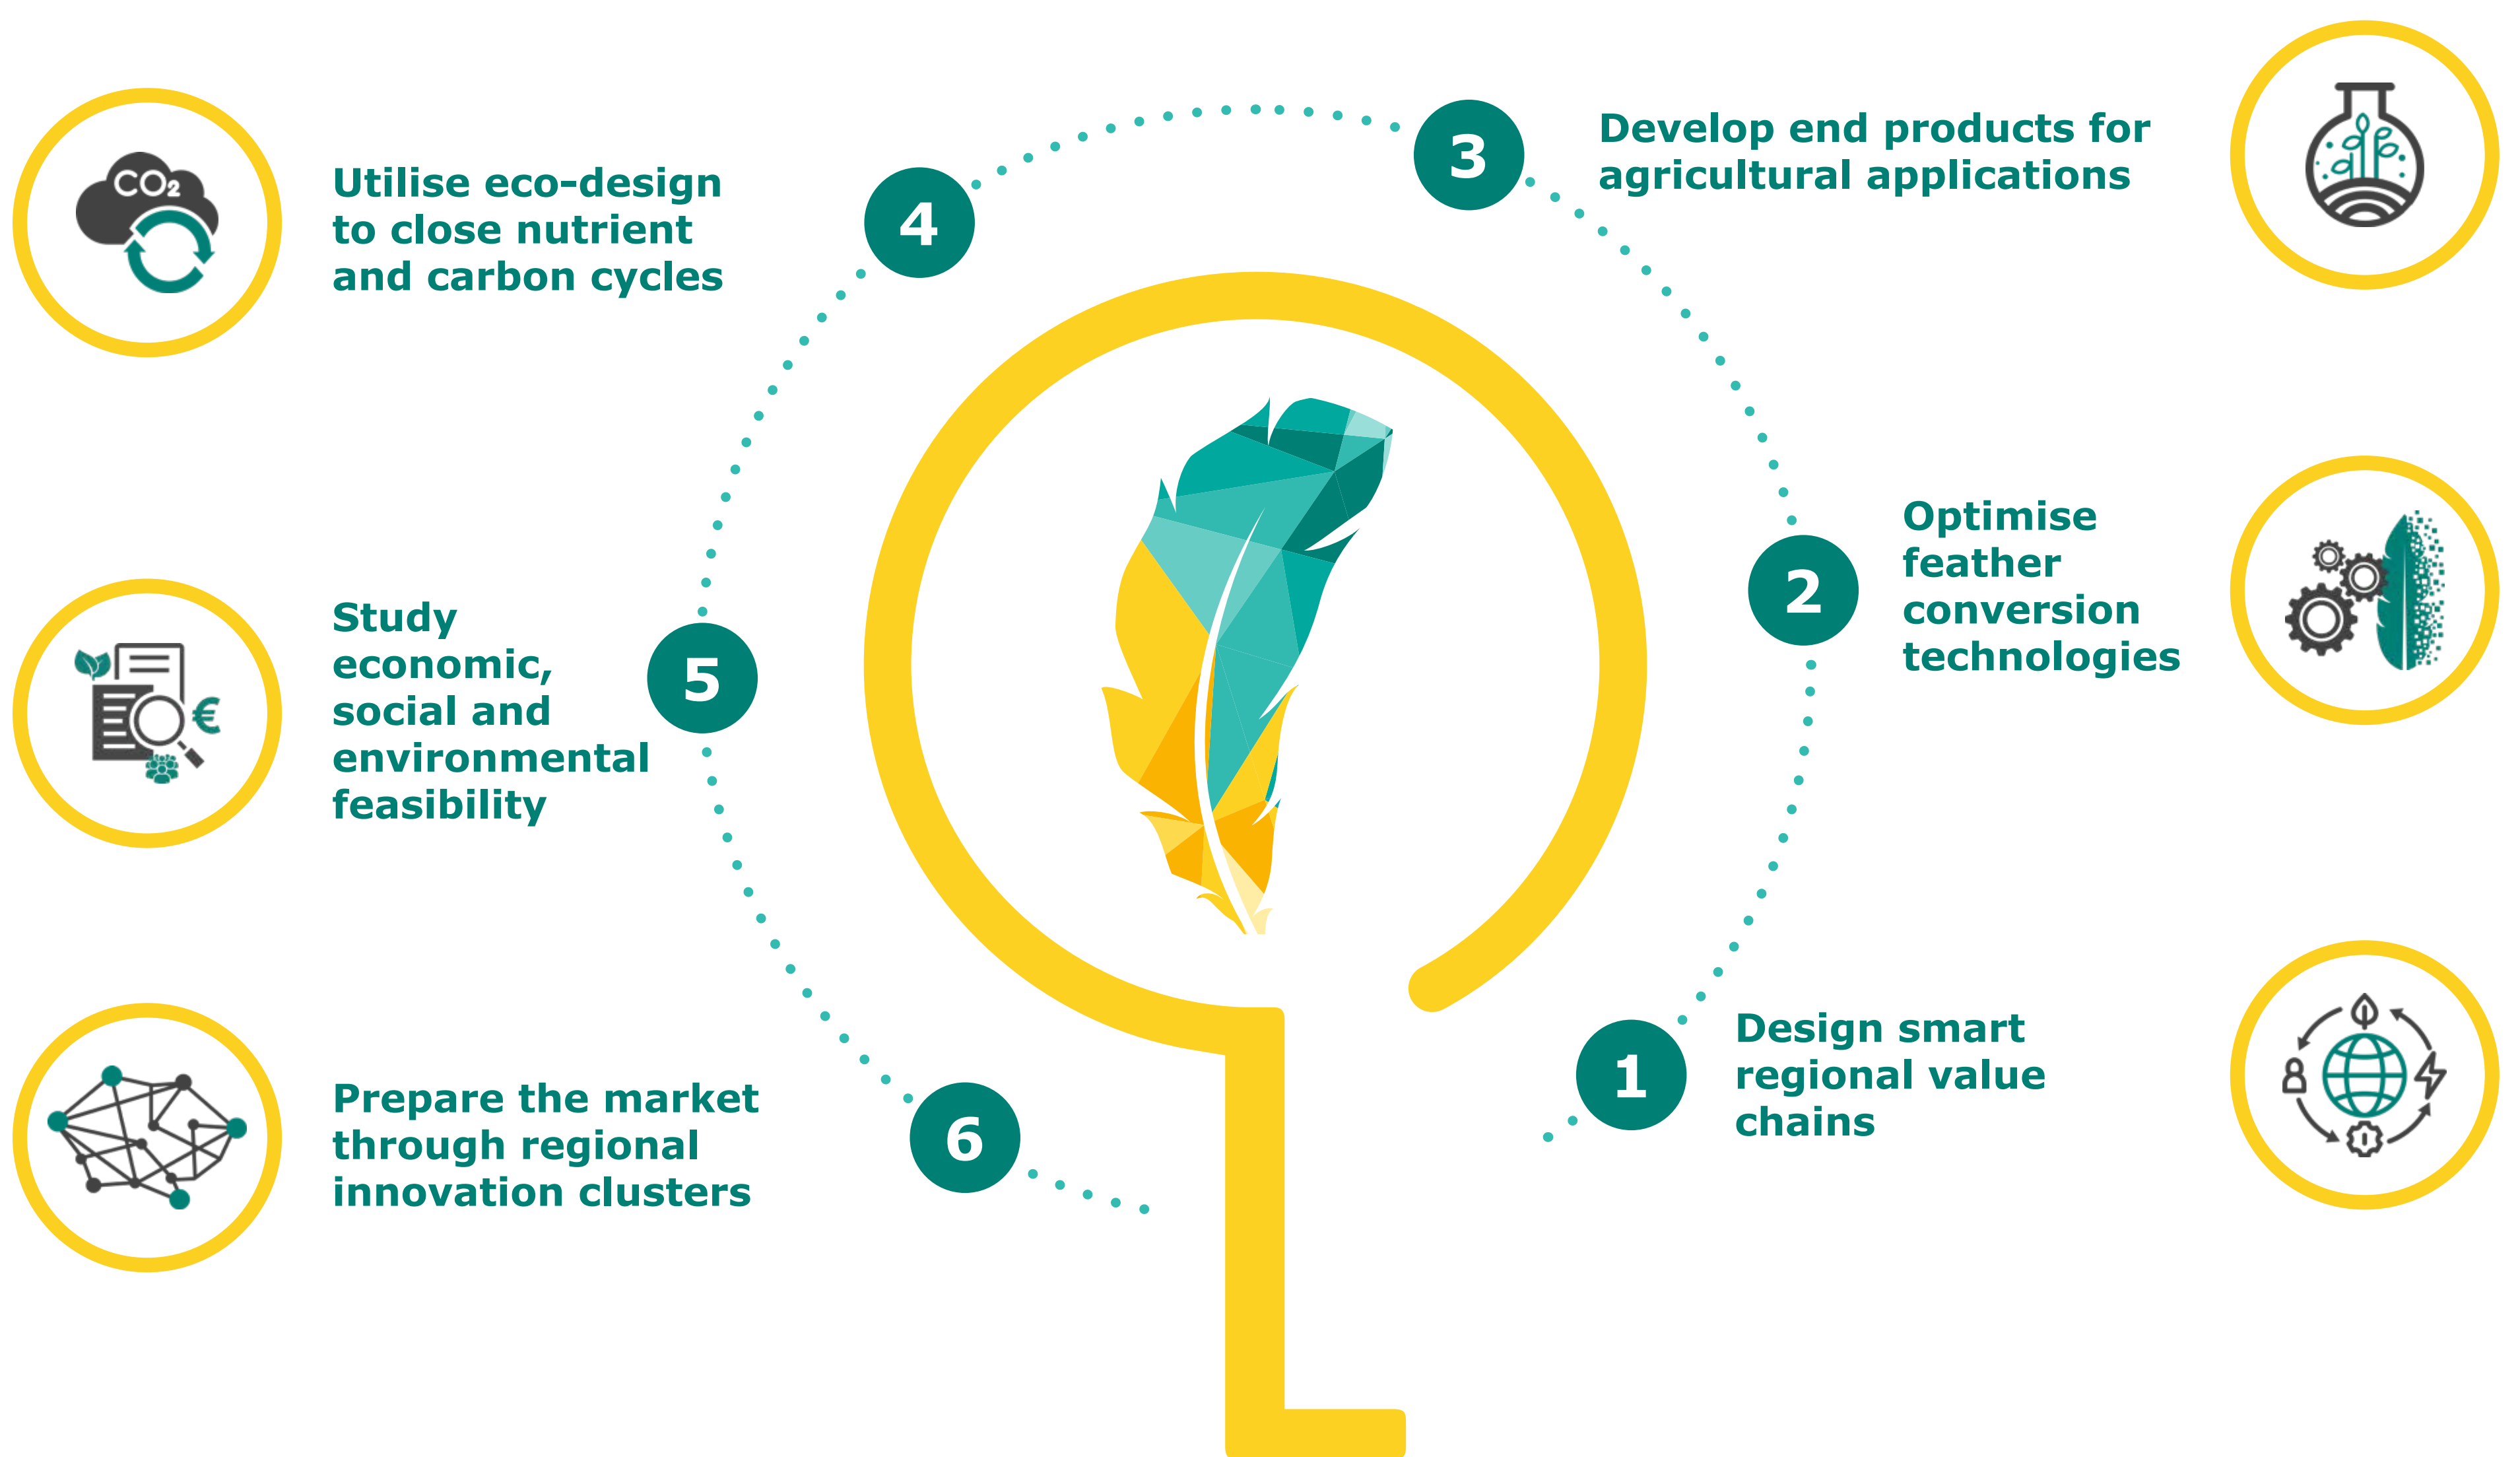 CO2
4
Utilise eco-design
to close nutrient
and carbon cycles
3
Develop end products for
agricultural applications
2
Optimise
feather
conversion
technologies
5
Study
economic,
social and
environmental
feasibility
€
1
Design smart
regional value
chains
6
Prepare the market
through regional
innovation clusters